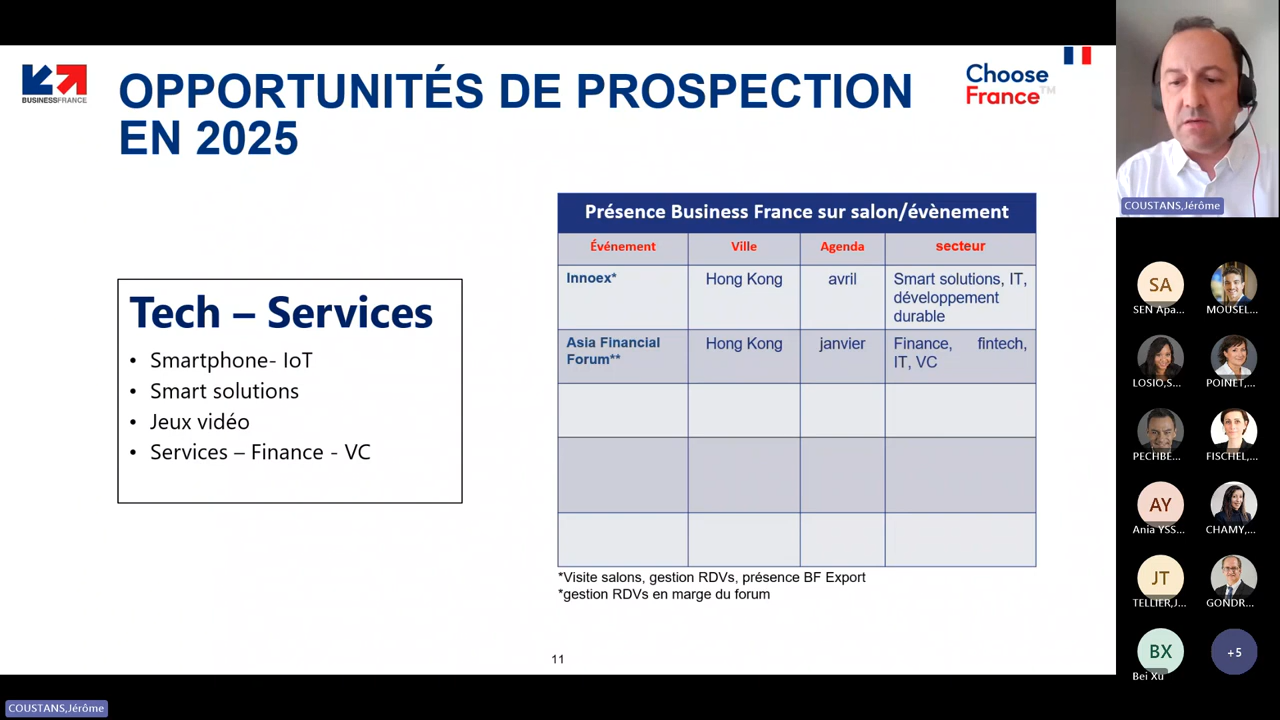 BUSINESSFRANCE
OPPORTUNITÉS DE PROSPECTION
EN 2025
Choose
France™
Tech – Services
• Smartphone- IoT
• Smart solutions
• Jeux vidéo
• Services – Finance - VC
Présence Business France sur salon/évènement
Événement Ville Agenda secteur
Innoex* Hong Kong avril Smart solutions, IT,
développement
durable
Asia Financial Hong Kong janvier Finance, fintech,
Forum** IT, VC
*Visite salons, gestion RDVs, présence BF Export
*gestion RDVs en marge du forum
11
COUSTANS,Jérôme
SA
SEN Apa... MOUSEL...
LOSIO,S... POINET,...
PECHBE... FISCHEL,...
AY
Ania YSS... CHAMY,...
JT
TELLIER,J... GONDR...
BX +5
Bei Xu
COUSTANS,Jérôme